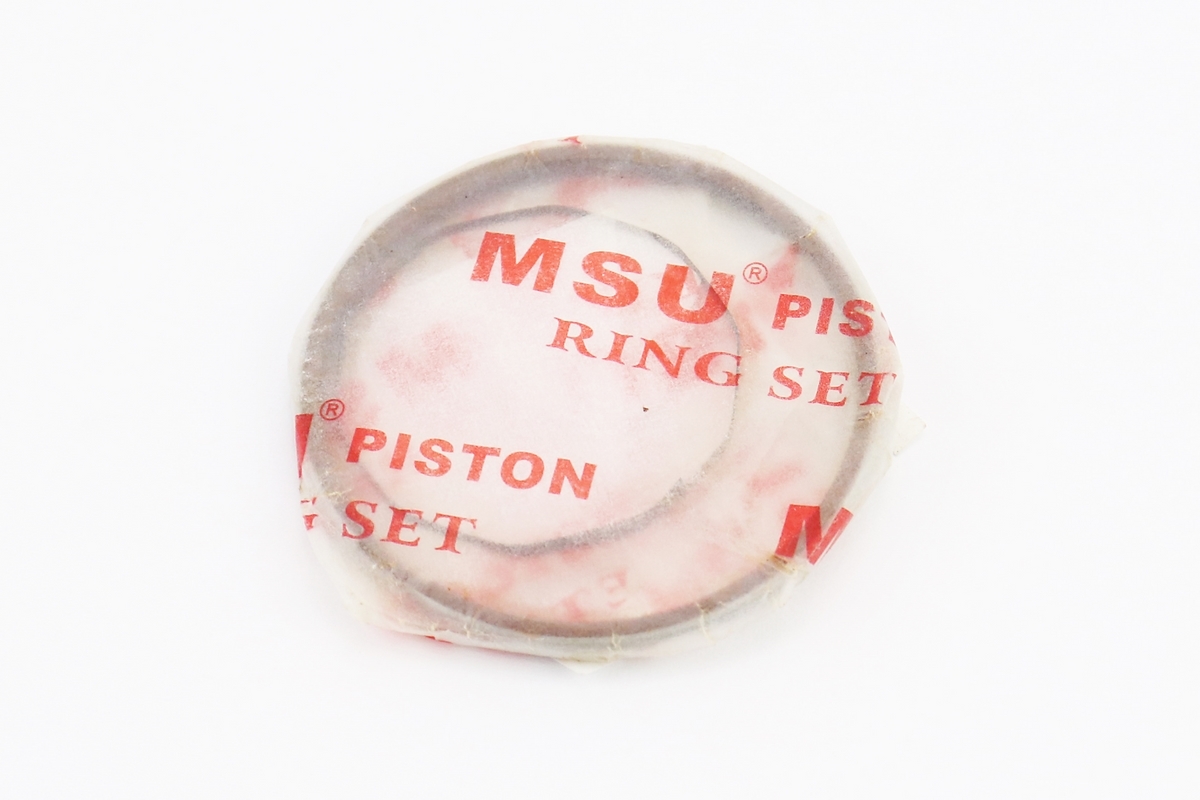 MSU® PIS
RING SET
® PISTON
SET